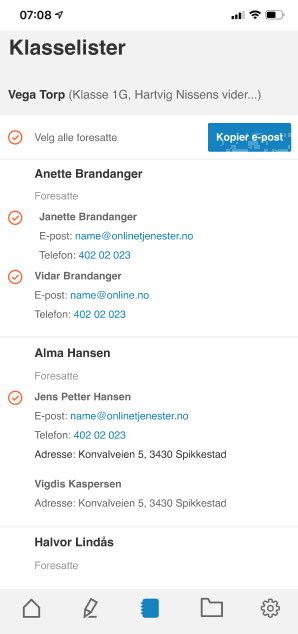 07:08
Klasselister
Vega Torp (Klasse 1G, Hartvig Nissens vider...)
Velg alle foresatte
Kopier e-post
Anette Brandanger
Foresatte
Janette Brandanger
E-post: name@onlinetjenester.no
Telefon: 402 02 023
Vidar Brandanger
E-post: name@online.no
Telefon: 402 02 023
Alma Hansen
Foresatte
Jens Petter Hansen
E-post: name@onlinetjenester.no
Telefon: 402 02 023
Adresse: Konvalveien 5, 3430 Spikkestad
Vigdis Kaspersen
Adresse: Konvalveien 5, 3430 Spikkestad
Halvor Lindås
Foresatte